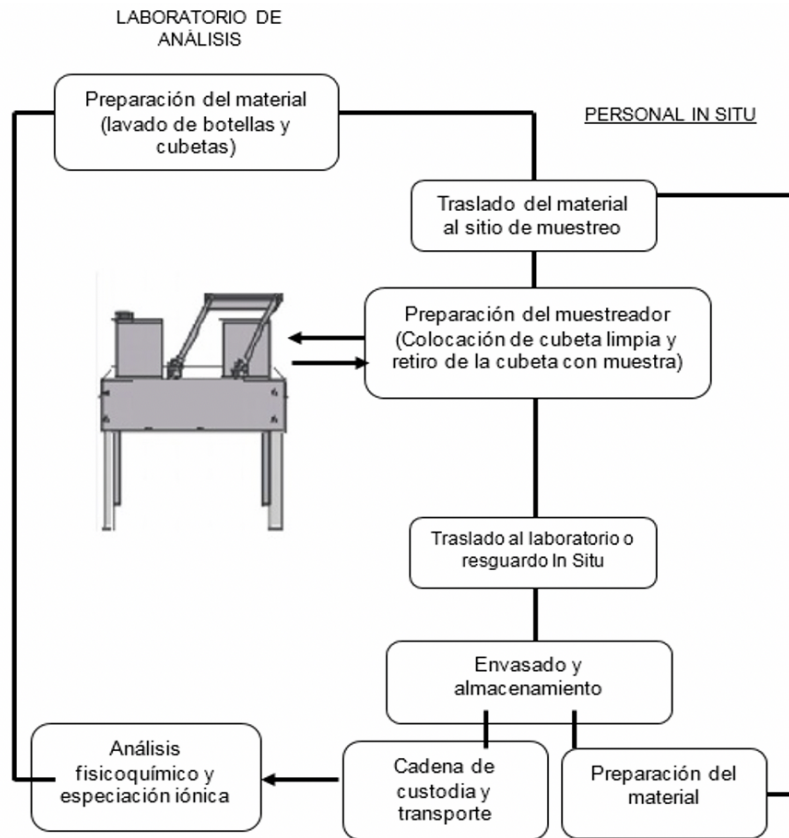 LABORATORIO DE
ANÀLISIS
Preparación del material
(lavado de botellas y
cubetas)
PERSONAL IN SITU
Traslado del material
al sitio de muestreo
Preparación del muestreador
(Colocación de cubeta limpia y
retiro de la cubeta con muestra)
Traslado al laboratorio o
resguardo In Situ
Envasado y
almacenamiento
Análisis
fisicoquímico y
especiación iónica
Cadena de
custodia y
transporte
Preparación del
material